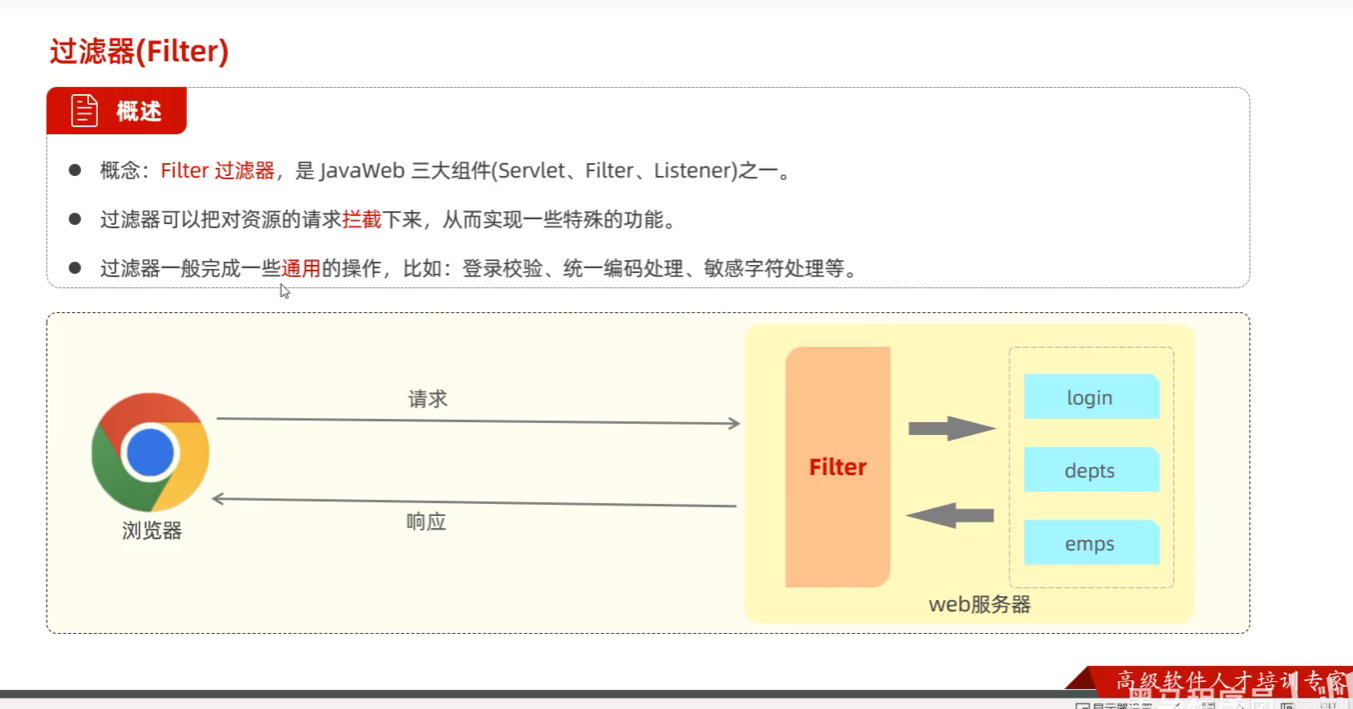 过滤器(Filter)
概述
● 概念：Filter 过滤器，是 JavaWeb 三大组件(Servlet、Filter、Listener)之一。
● 过滤器可以把对资源的请求拦截下来，从而实现一些特殊的功能。
● 过滤器一般完成一些通用的操作，比如：登录校验、统一编码处理、敏感字符处理等。
请求
login
Filter
depts
响应
浏览器
emps
web服务器
高级软件人才培训专家
黑马程序员